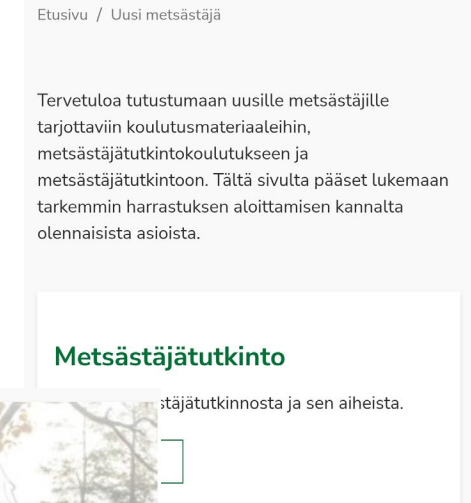 Etusivu / Uusi metsästäjä
Tervetuloa tutustumaan uusille metsästäjille
tarjottaviin koulutusmateriaaleihin,
metsästäjätutkintokoulutukseen ja
metsästäjätutkintoon. Tältä sivulta pääset lukemaan
tarkemmin harrastuksen aloittamisen kannalta
olennaisista asioista.
Metsästäjätutkinto
ja sen aiheista.